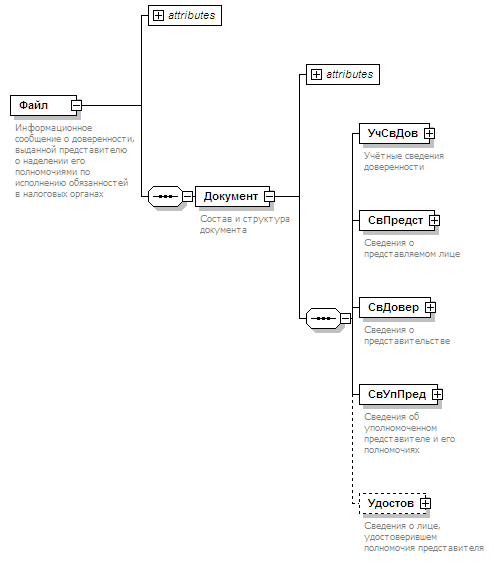 attributes
Файл
Информационное
сообщение о доверенности,
выданной представителю
о наделении его
полномочиями по
исполнению обязанностей
в налоговых органах
Документ
Состав и структура
документа
attributes
УчСвДов
Учётные сведения
доверенности
СвПредст
Сведения о
представляемом лице
СвДовер
Сведения о
представительстве
СвУпПред
Сведения об
уполномоченном
представителе и его
полномочиях
Удостов
Сведения о лице,
удостоверившем
полномочия представителя